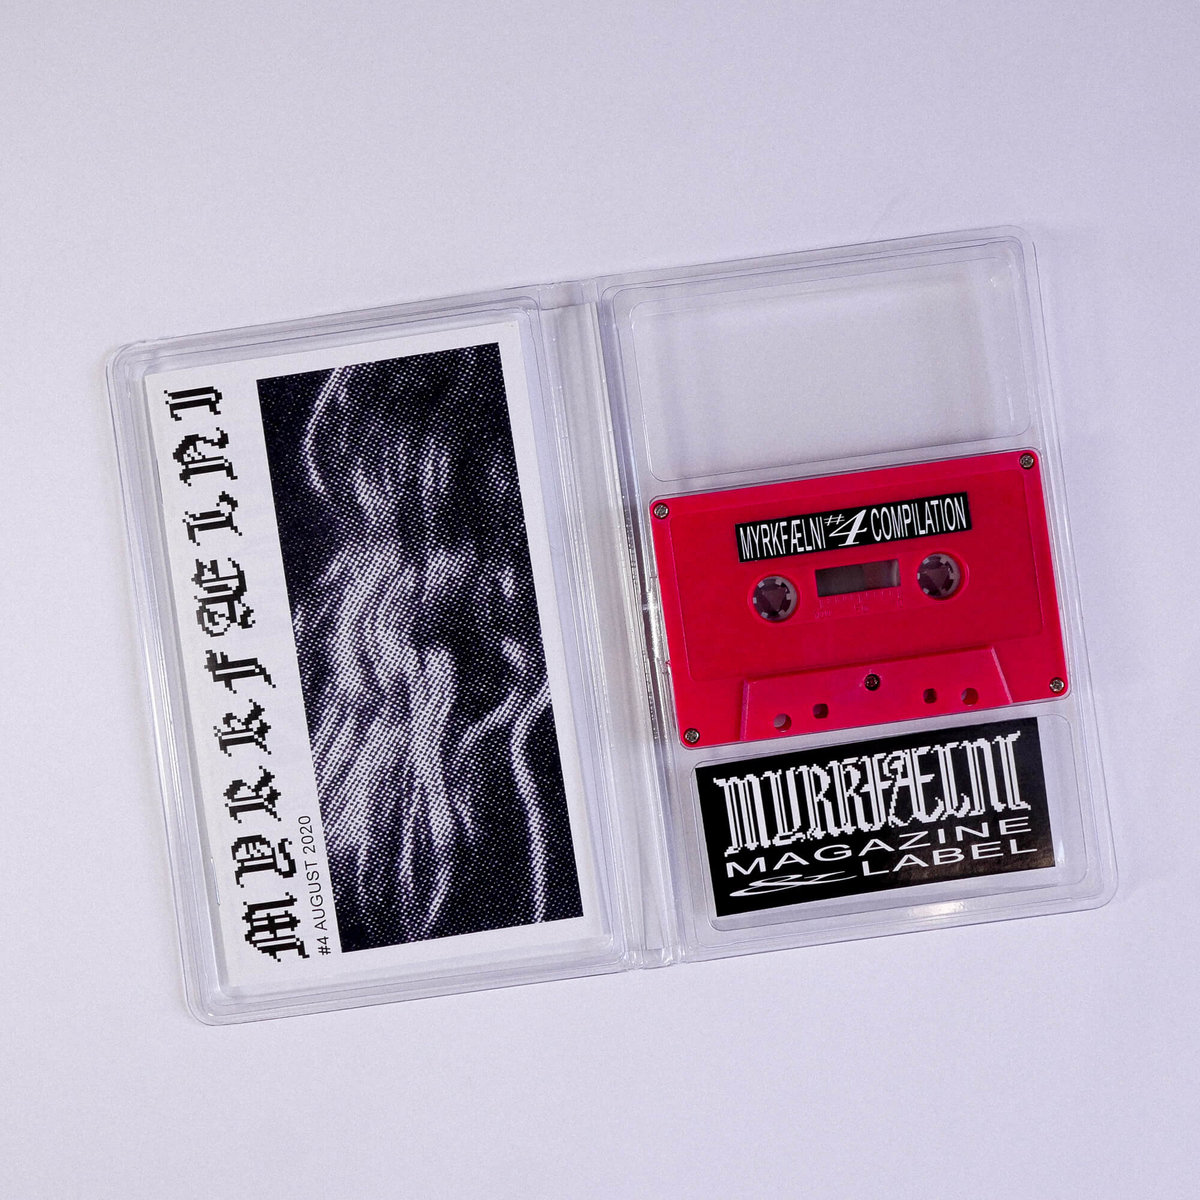 MYRKFÆLNI
#4 AUGUST 2020
MYRKFÆLNI #4 COMPILATION
MYRKFÆLNI
MAGAZINE
& LABEL